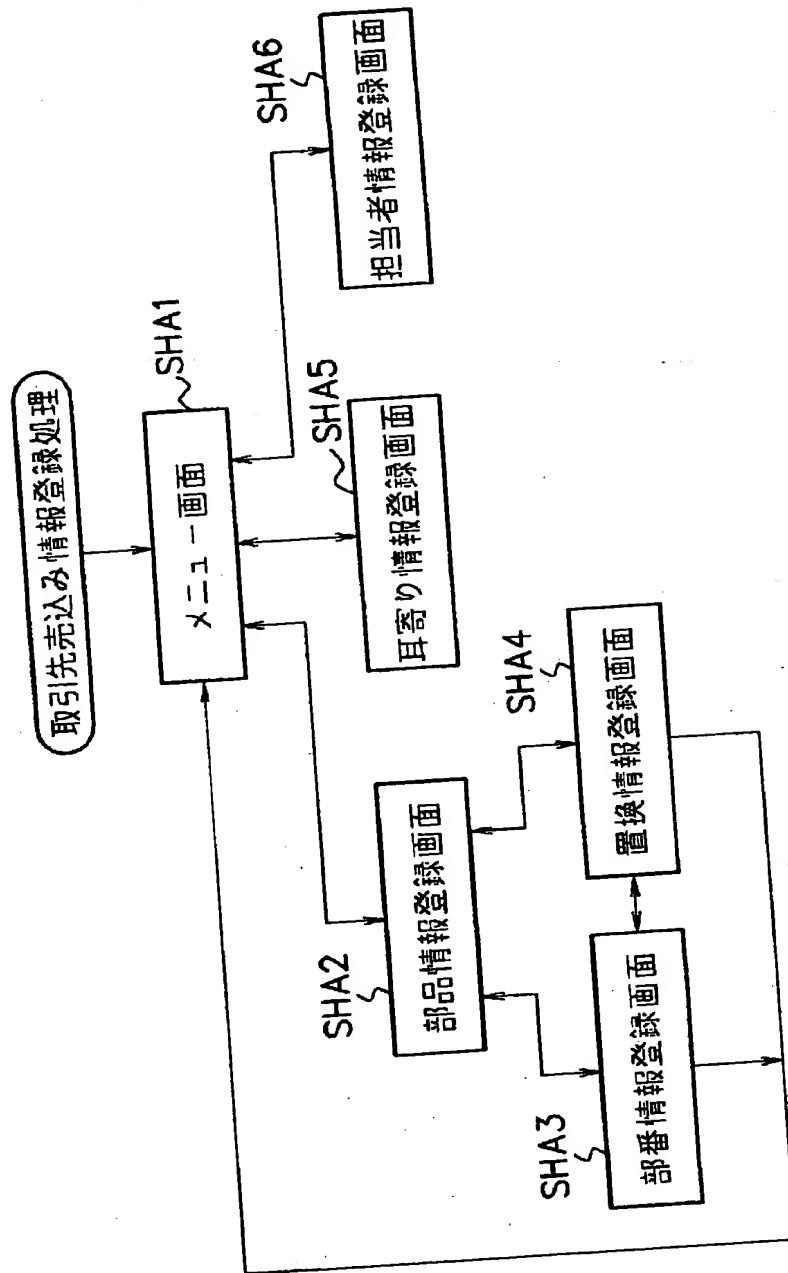 取引先売込み情報登録処理
SHA1
メニュー画面
SHA6
担当者情報登録画面
SHA5
耳寄り情報登録画面
SHA2
部品情報登録画面
SHA4
置換情報登録画面
SHA3
部番情報登録画面